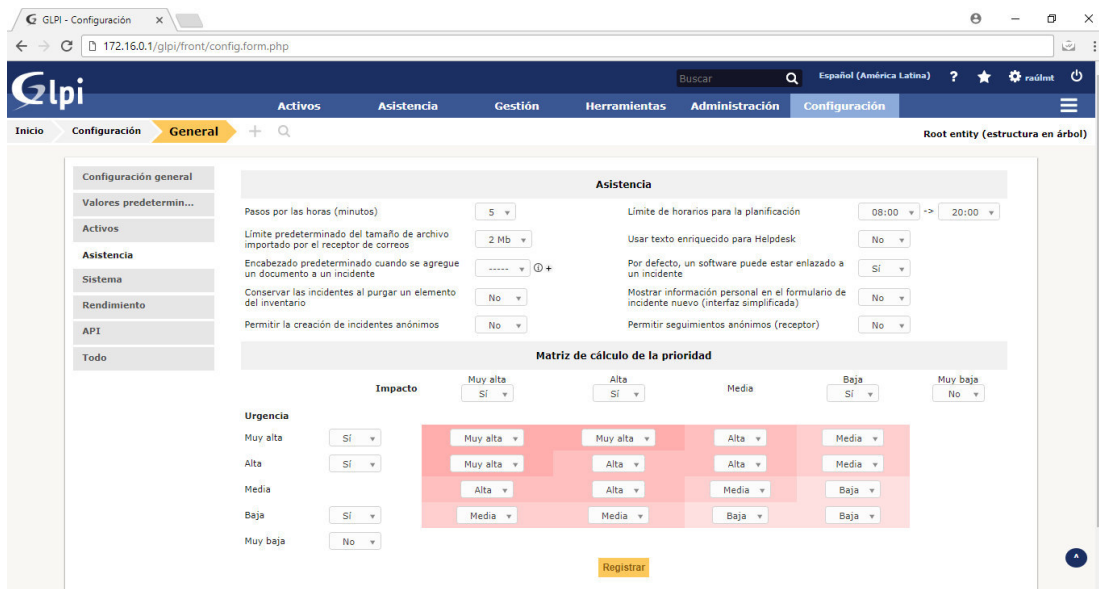 GLPI - Configuración
172.16.0.1/glpi/front/config.form.php
Glpi
Buscar
Español (América Latina) ? raúlmt
Activos Asistencia Gestión Herramientas Administración Configuración
Inicio Configuración General
Root entity (estructura en árbol)
Configuración general
Valores predetermin...
Activos
Asistencia
Sistema
Rendimiento
API
Todo
Asistencia
Pasos por las horas (minutos) 5
Límite de horarios para la planificación 08:00 -> 20:00
Límite predeterminado del tamaño de archivo
importado por el receptor de correos 2 Mb
Usar texto enriquecido para Helpdesk No
Encabezado predeterminado cuando se agregue
un documento a un incidente ----- +
Por defecto, un software puede estar enlazado a
un incidente Sí
Conservar las incidentes al purgar un elemento
del inventario No
Mostrar información personal en el formulario de
incidente nuevo (interfaz simplificada) No
Permitir la creación de incidentes anónimos No
Permitir seguimientos anónimos (receptor) No
Matriz de cálculo de la prioridad
Impacto
Muy alta Alta Media Baja Muy baja
Sí Sí Sí No
Urgencia
Muy alta Sí Muy alta Muy alta Alta Media
Alta Sí Muy alta Alta Alta Media
Media Alta Alta Media Baja
Baja Sí Media Media Baja Baja
Muy baja No
Registrar